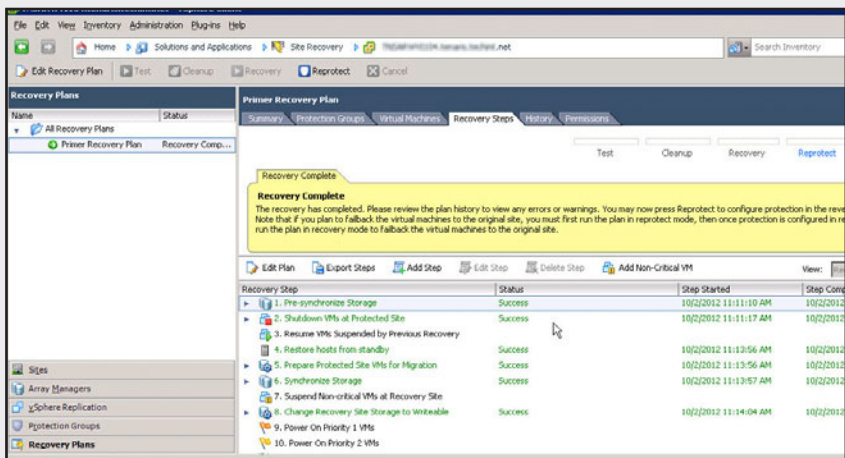 File Edit View Inventory Administration Plug-ins Help
Home Solutions and Applications Site Recovery .net Search Inventory
Edit Recovery Plan Test Cleanup Recovery Reprotect Cancel
Recovery Plans
Name Status
All Recovery Plans
Primer Recovery Plan Recovery Comp...
Sites
Array Managers
vSphere Replication
Protection Groups
Recovery Plans
Primer Recovery Plan
Summary Protection Groups Virtual Machines Recovery Steps History Permissions
Test Cleanup Recovery Reprotect
Recovery Complete
Recovery Complete
The recovery has completed. Please review the plan history to view any errors or warnings. You may now press Reprotect to configure protection in the reve
Note that if you plan to failback the virtual machines to the original site, you must first run the plan in reprotect mode, then once protection is configured in re
run the plan in recovery mode to failback the virtual machines to the original site.
Edit Plan Export Steps Add Step Edit Step Delete Step Add Non-Critical VM View:
Recovery Step Status Step Started Step Comp
1. Pre-synchronize Storage Success 10/2/2012 11:11:10 AM 10/2/2012
2. Shutdown VMs at Protected Site Success 10/2/2012 11:11:17 AM 10/2/2012
3. Resume VMs Suspended by Previous Recovery
4. Restore hosts from standby Success 10/2/2012 11:13:56 AM 10/2/2012
5. Prepare Protected Site VMs for Migration Success 10/2/2012 11:13:56 AM 10/2/2012
6. Synchronize Storage Success 10/2/2012 11:13:57 AM 10/2/2012
7. Suspend Non-critical VMs at Recovery Site
8. Change Recovery Site Storage to Writeable Success 10/2/2012 11:14:04 AM 10/2/2012
9. Power On Priority 1 VMs
10. Power On Priority 2 VMs